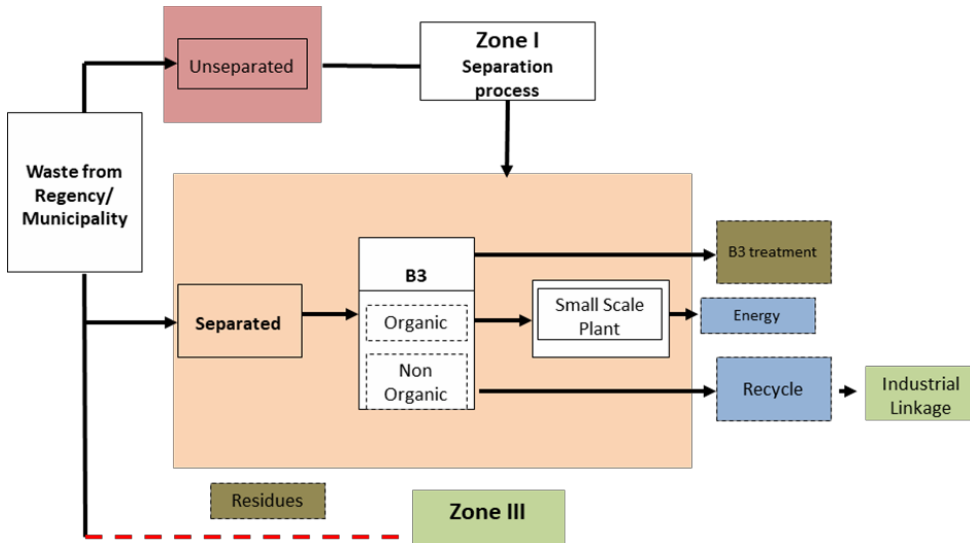 Unseparated
Zone I
Separation
process
Waste from
Regency/
Municipality
B3
B3 treatment
Separated
Organic
Small Scale
Plant
Energy
Non
Organic
Recycle
Industrial
Linkage
Residues
Zone III